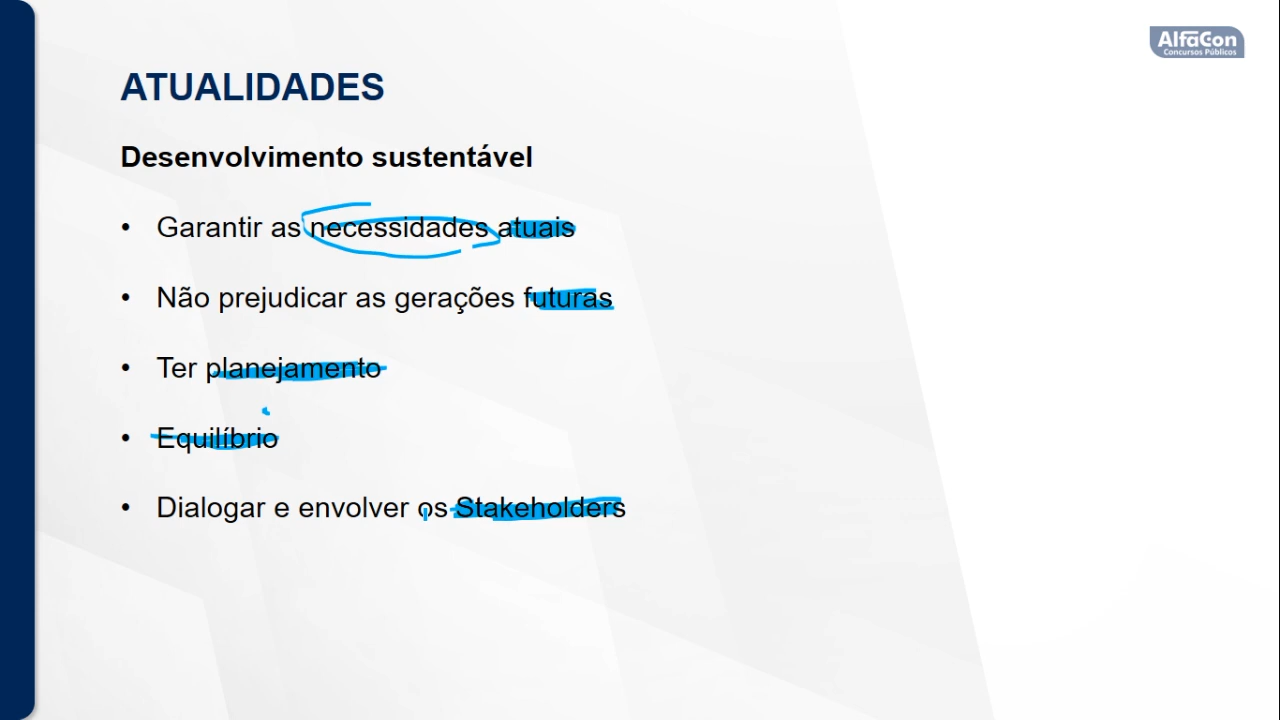 AlfaCon
Concursos Públicos
ATUALIDADES
Desenvolvimento sustentável
• Garantir as necessidades atuais
• Não prejudicar as gerações futuras
• Ter planejamento
• Equilíbrio
• Dialogar e envolver os Stakeholders